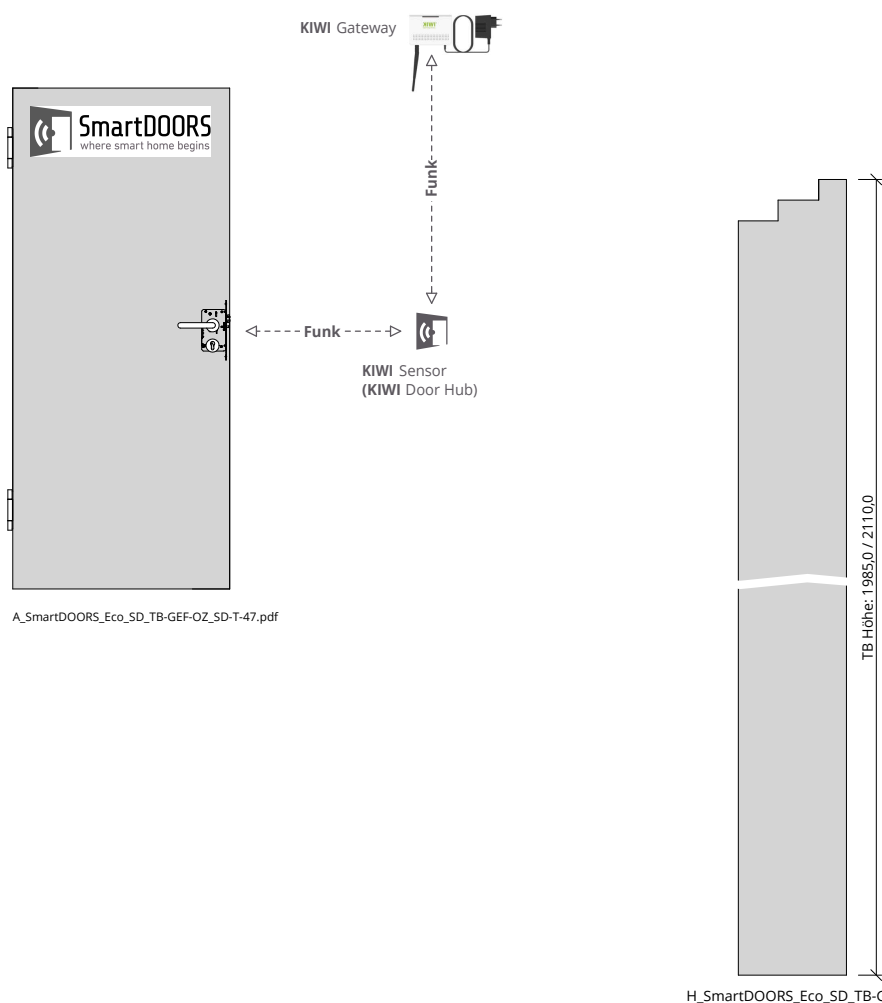 KIWI Gateway
SmartDOORS
where smart home begins
Funk
Funk
KIWI Sensor
(KIWI Door Hub)
TB Höhe: 1985,0 / 2110,0
A_SmartDOORS_Eco_SD_TB-GEF-OZ_SD-T-47.pdf
H_SmartDOORS_Eco_SD_TB-